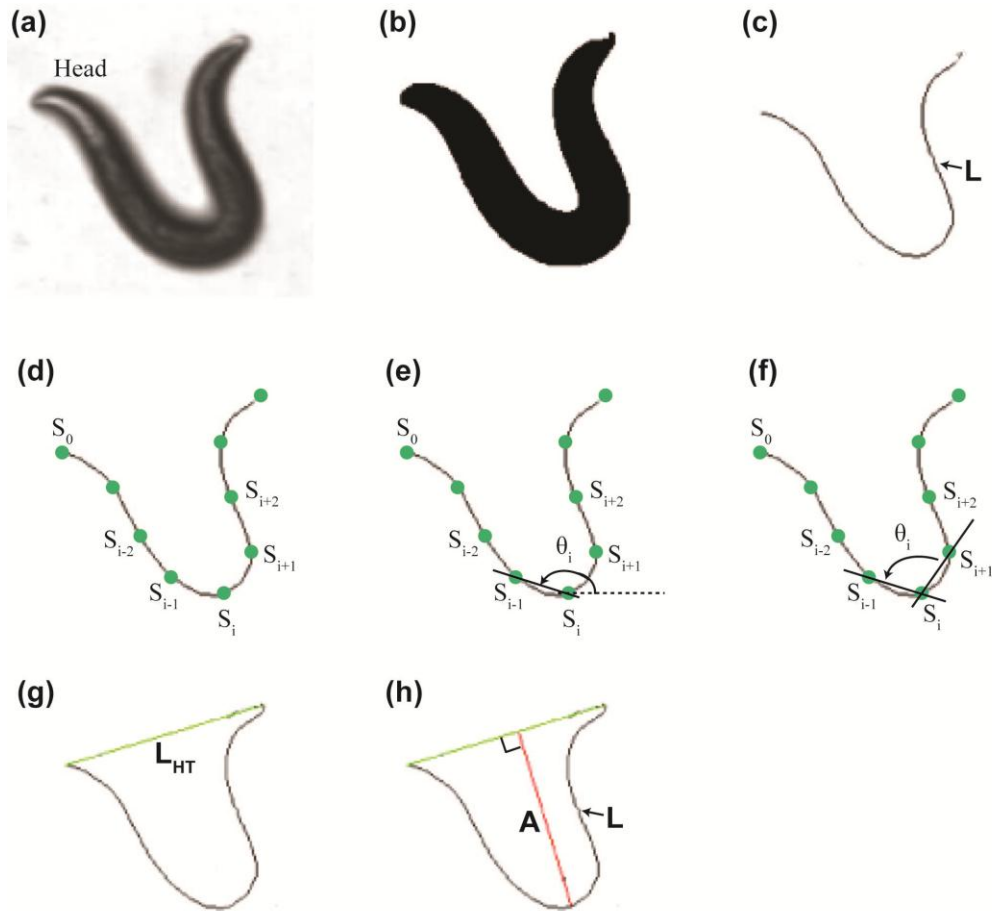 (a)
Head
(b)
(c)
L
(d)
S0
Si-2
Si-1
Si
Si+1
Si+2
(e)
S0
Si-2
Si-1
Si
θi
Si+1
Si+2
(f)
S0
Si-2
Si-1
Si
θi
Si+1
Si+2
(g)
LHT
(h)
A
L